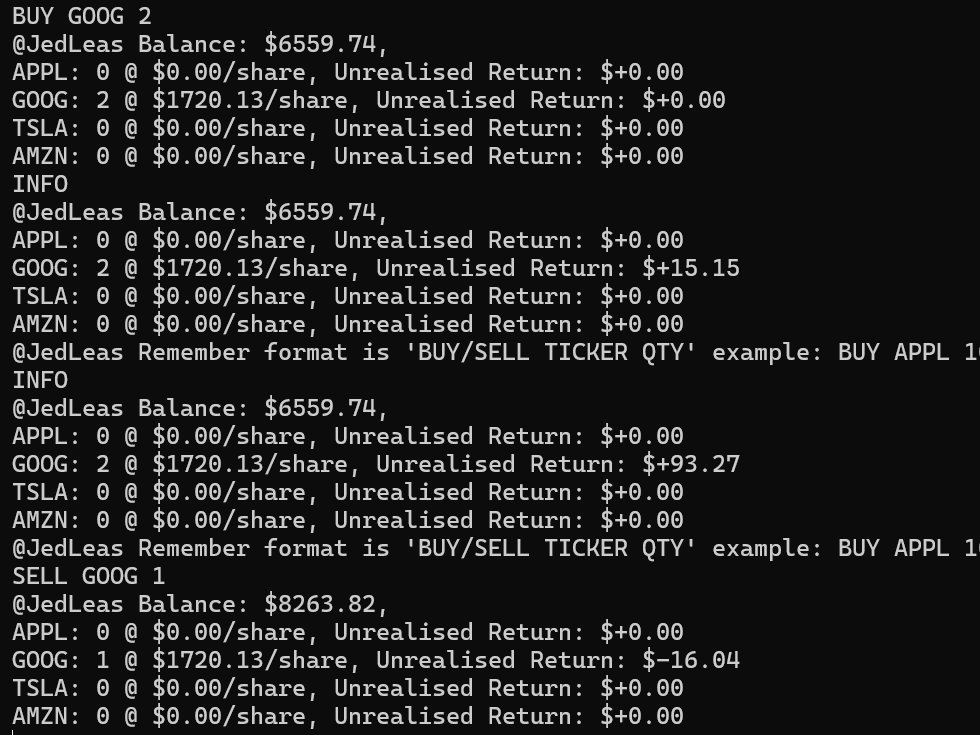 BUY GOOG 2
@JedLeas Balance: $6559.74,
APPL: 0 @ $0.00/share, Unrealised Return: $+0.00
GOOG: 2 @ $1720.13/share, Unrealised Return: $+0.00
TSLA: 0 @ $0.00/share, Unrealised Return: $+0.00
AMZN: 0 @ $0.00/share, Unrealised Return: $+0.00
INFO
@JedLeas Balance: $6559.74,
APPL: 0 @ $0.00/share, Unrealised Return: $+0.00
GOOG: 2 @ $1720.13/share, Unrealised Return: $+15.15
TSLA: 0 @ $0.00/share, Unrealised Return: $+0.00
AMZN: 0 @ $0.00/share, Unrealised Return: $+0.00
@JedLeas Remember format is 'BUY/SELL TICKER QTY' example: BUY APPL
INFO
@JedLeas Balance: $6559.74,
APPL: 0 @ $0.00/share, Unrealised Return: $+0.00
GOOG: 2 @ $1720.13/share, Unrealised Return: $+93.27
TSLA: 0 @ $0.00/share, Unrealised Return: $+0.00
AMZN: 0 @ $0.00/share, Unrealised Return: $+0.00
@JedLeas Remember format is 'BUY/SELL TICKER QTY' example: BUY APPL
SELL GOOG 1
@JedLeas Balance: $8263.82,
APPL: 0 @ $0.00/share, Unrealised Return: $+0.00
GOOG: 1 @ $1720.13/share, Unrealised Return: $-16.04
TSLA: 0 @ $0.00/share, Unrealised Return: $+0.00
AMZN: 0 @ $0.00/share, Unrealised Return: $+0.00